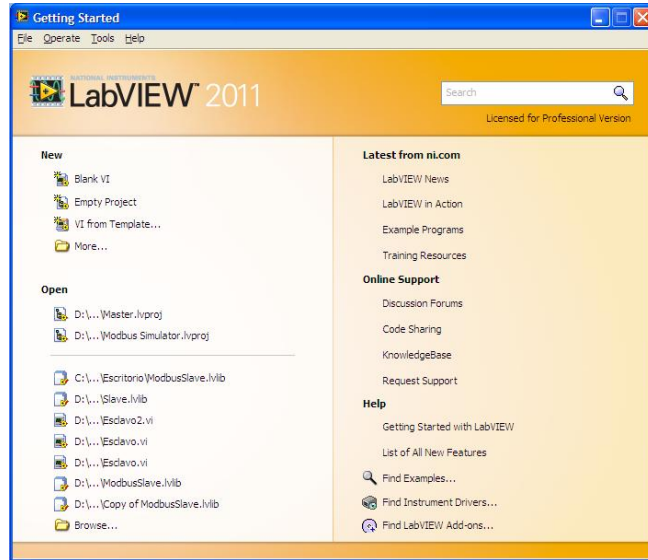 Getting Started
File Operate Tools Help
NATIONAL INSTRUMENTS
LabVIEW™ 2011
Search
Licensed for Professional Version
New
Blank VI
Empty Project
VI from Template...
More...
Open
D:\...\Master.lvproj
D:\...\Modbus Simulator.lvproj
C:\...\Escritorio\ModbusSlave.lvlib
D:\...\Slave.lvlib
D:\...\Esclavo2.vi
D:\...\Esclavo.vi
D:\...\Esclavo.vi
D:\...\ModbusSlave.lvlib
D:\...\Copy of ModbusSlave.lvlib
Browse...
Latest from ni.com
LabVIEW News
LabVIEW in Action
Example Programs
Training Resources
Online Support
Discussion Forums
Code Sharing
KnowledgeBase
Request Support
Help
Getting Started with LabVIEW
List of All New Features
Find Examples...
Find Instrument Drivers...
Find LabVIEW Add-ons...